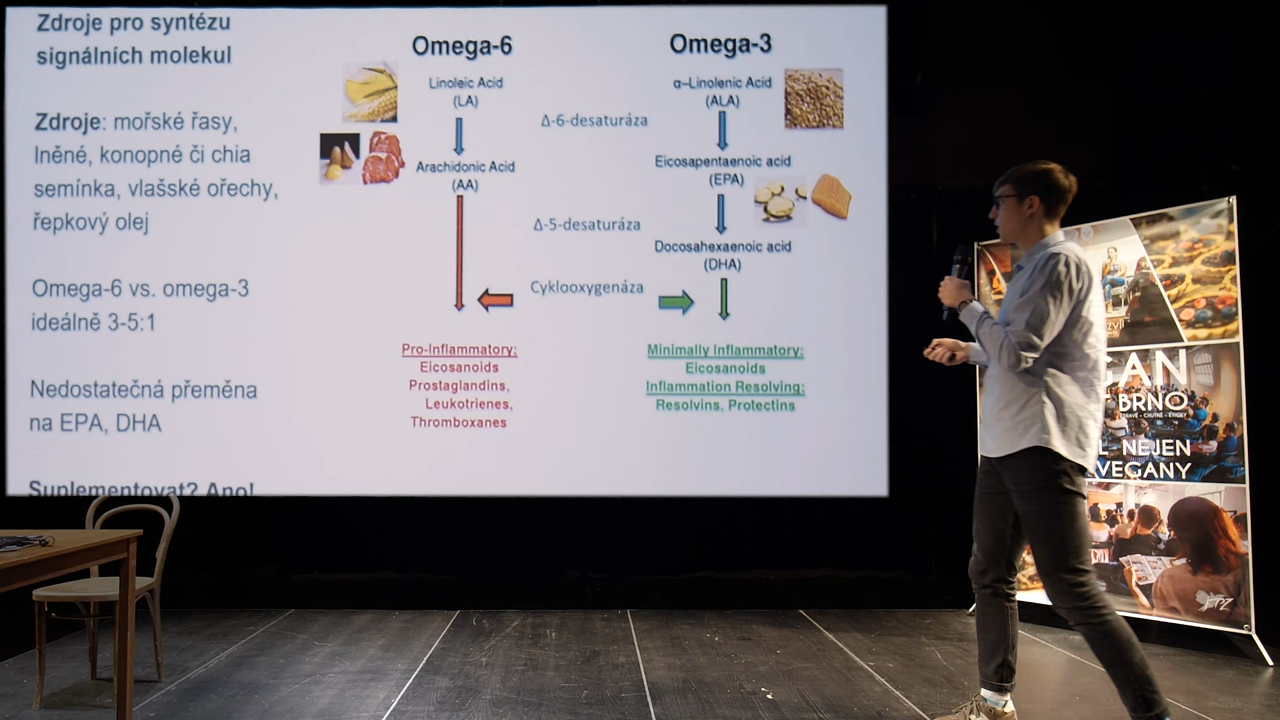 Zdroje pro syntézu
signálních molekul
Zdroje: mořské řasy,
lněné, konopné či chia
semínka, vlašské ořechy,
řepkový olej
Omega-6 vs. omega-3
ideálně 3-5:1
Nedostatečná přeměna
na EPA, DHA
Suplementovat? Ano!
Omega-6
Linoleic Acid
(LA)
Arachidonic Acid
(AA)
Pro-Inflammatory:
Eicosanoids
Prostaglandins,
Leukotrienes,
Thromboxanes
Δ-6-desaturáza
Δ-5-desaturáza
Cyklooxygenáza
Omega-3
α–Linolenic Acid
(ALA)
Eicosapentaenoic acid
(EPA)
Docosahexaenoic acid
(DHA)
Minimally Inflammatory:
Eicosanoids
Inflammation Resolving:
Resolvins, Protectins
GAN
BRNO
CHUTNĚ • ETICKY
NEJEN
VEGANY